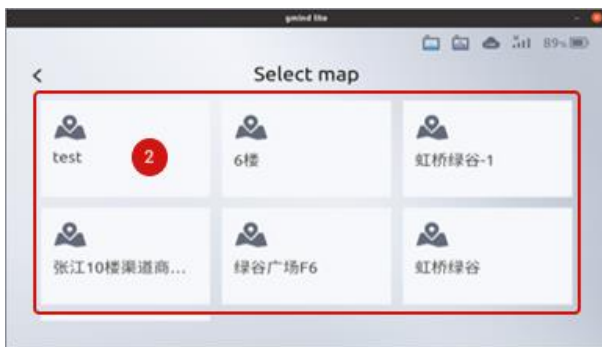 gmind lite
89%
<
Select map
test
2
6楼
虹桥绿谷-1
张江10楼渠道商...
绿谷广场F6
虹桥绿谷